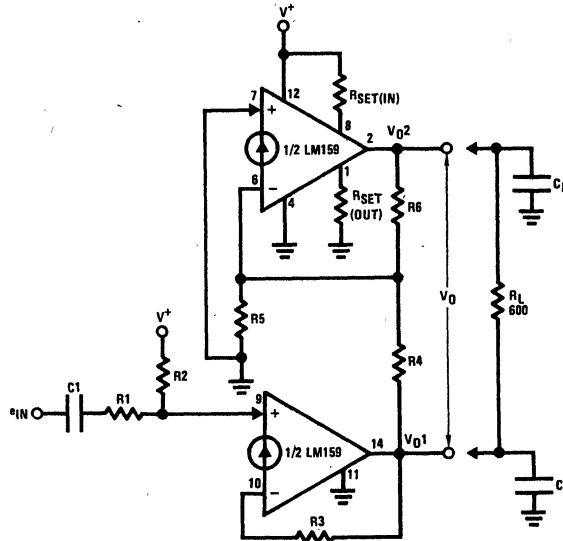 V+
12
7
+
RSET(IN)
8
1/2 LM159
2
VO2
6
−
1
4
RSET
(OUT)
R6
R5
VO
RL
600
V+
R2
R4
C1
R1
eIN
9
+
1/2 LM159
14
VO1
10
−
11
R3